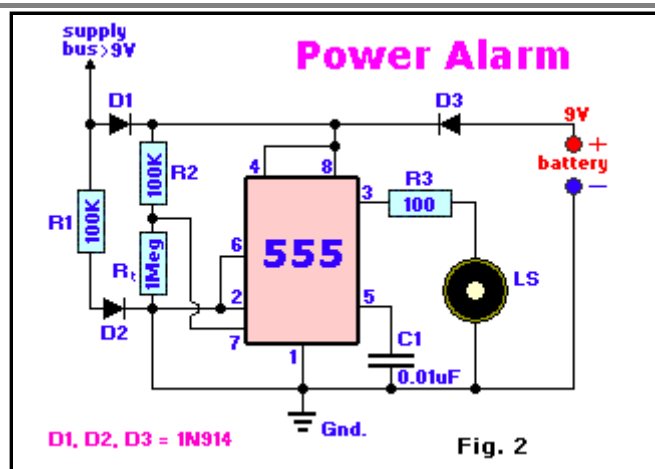 supply
bus>9V
Power Alarm
D1
D3
9V
+
battery
−
4
8
R2
100K
R3
100
3
R1
100K
555
6
Rt
1Meg
2
5
LS
D2
7
1
C1
0.01uF
Gnd.
D1, D2, D3 = 1N914
Fig. 2